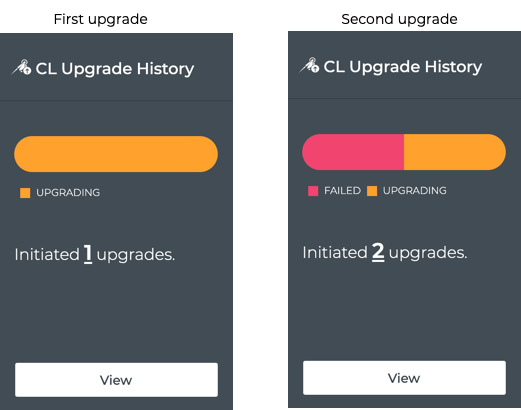 First upgrade
CL Upgrade History
UPGRADING
Initiated 1 upgrades.
View
Second upgrade
CL Upgrade History
FAILED UPGRADING
Initiated 2 upgrades.
View